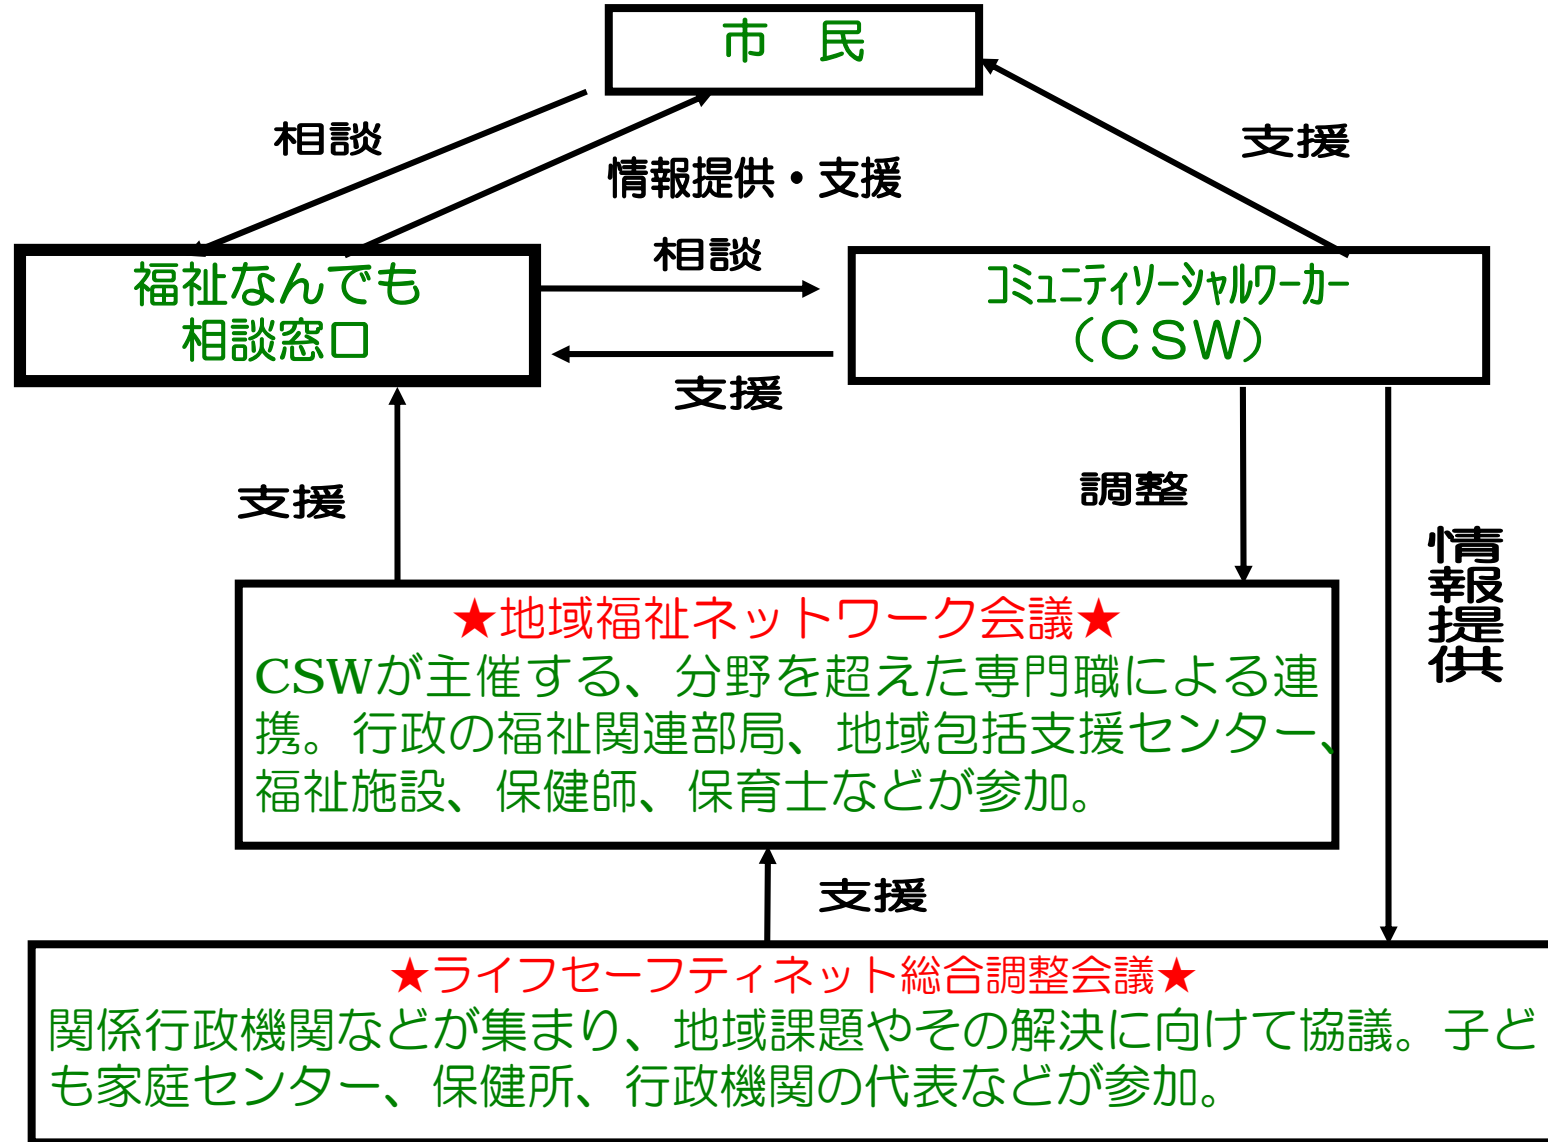 市　民
相談
支援
情報提供・支援
相談
福祉なんでも
相談窓口
コミュニティソーシャルワーカー
（ＣＳＷ）
支援
支援
調整
情報提供
★地域福祉ネットワーク会議★
CSWが主催する、分野を超えた専門職による連
携。行政の福祉関連部局、地域包括支援センター、
福祉施設、保健師、保育士などが参加。
支援
★ライフセーフティネット総合調整会議★
関係行政機関などが集まり、地域課題やその解決に向けて協議。子ど
も家庭センター、保健所、行政機関の代表などが参加。